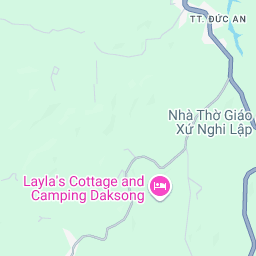 TT. ĐỨC AN
Nhà Thờ Giáo
Xứ Nghi Lập
Layla's Cottage and
Camping Daksong